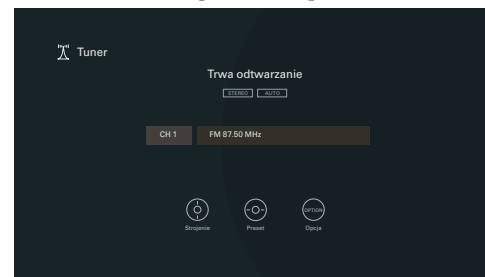 Tuner
Trwa odtwarzanie
STEREO AUTO
CH 1 FM 87.50 MHz
OPTION
Strojenie Preset Opcja